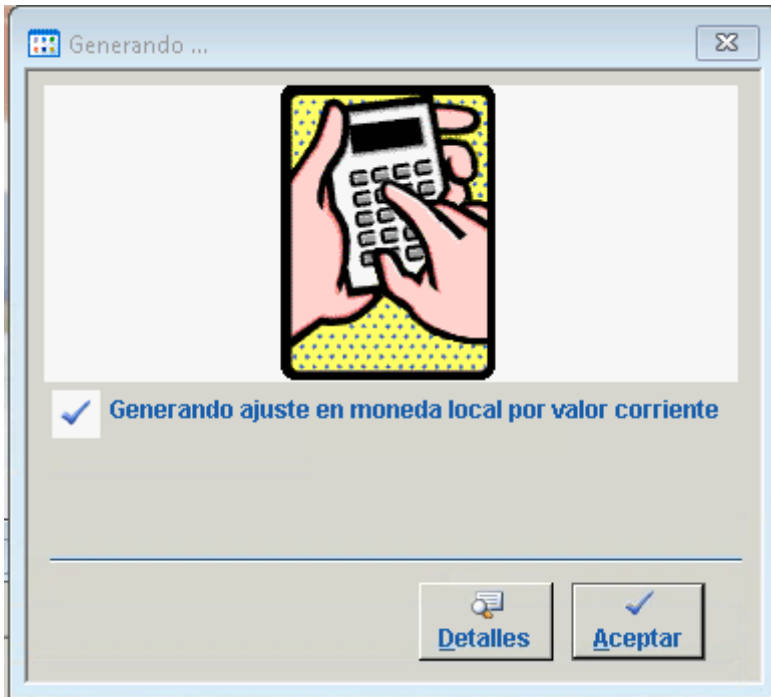 Generando ...
Generando ajuste en moneda local por valor corriente
Detalles
Aceptar